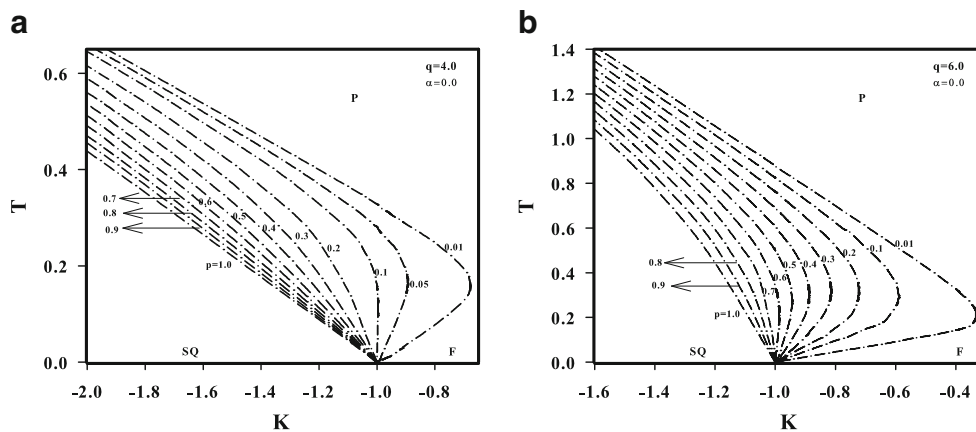 a
0.6
0.4
0.2
0.0
T
-2.0 -1.8 -1.6 -1.4 -1.2 -1.0 -0.8
K
q=4.0
α=0.0
P
0.7
0.8
0.9
p=1.0
0.6
0.5
0.4
0.3
0.2
0.1
0.05
0.01
SQ
F
b
1.4
1.2
1.0
0.8
0.6
0.4
0.2
0.0
T
-1.6 -1.4 -1.2 -1.0 -0.8 -0.6 -0.4
K
q=6.0
α=0.0
P
0.8
0.9
p=1.0
0.7
0.6
0.5
0.4
0.3
0.2
0.1
0.01
SQ
F